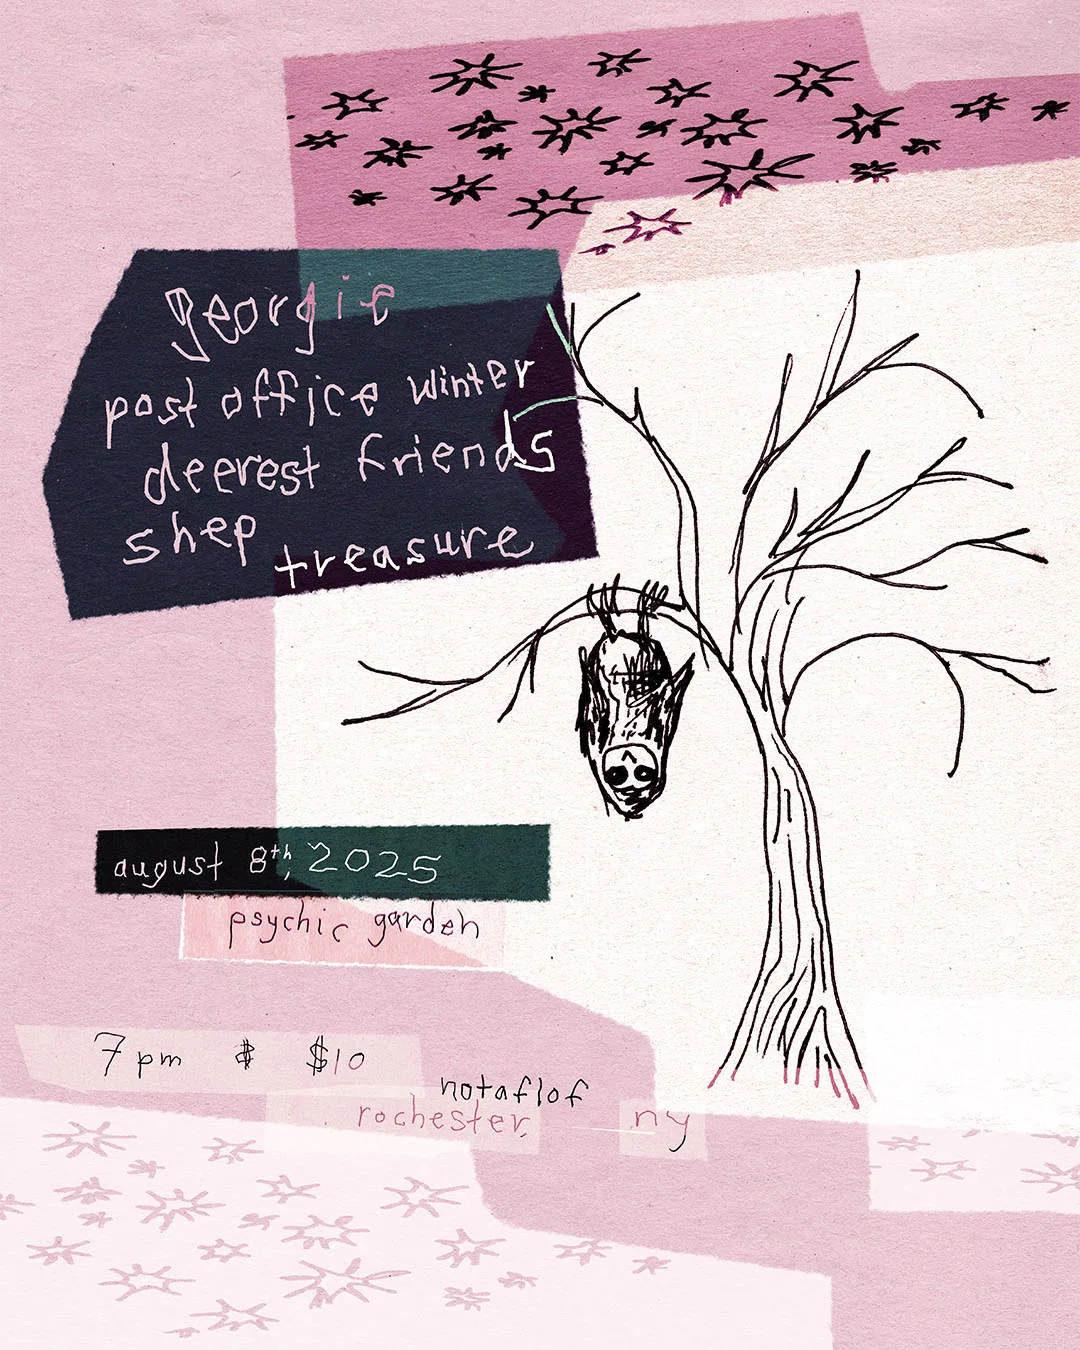 georgie
post office winter
deerest friends
shep
treasure
august 8th, 2025
psychic garden
7pm $10
notaflof
rochester, ny